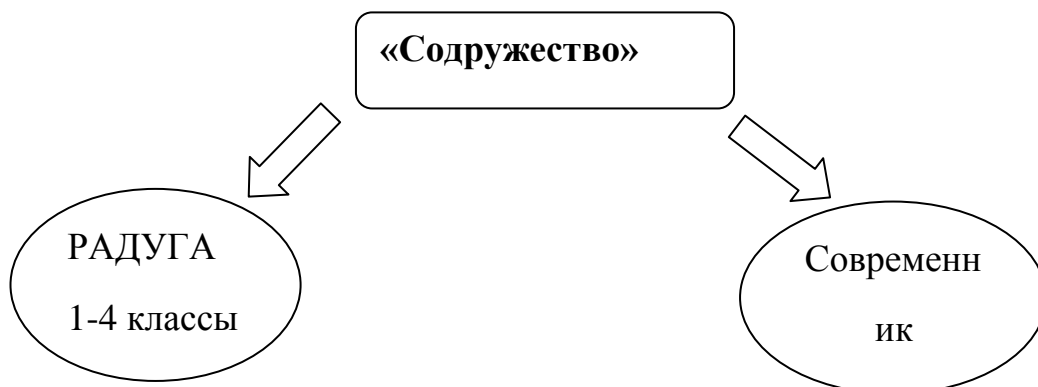 «Содружество»
РАДУГА
1-4 классы
Современн
ик